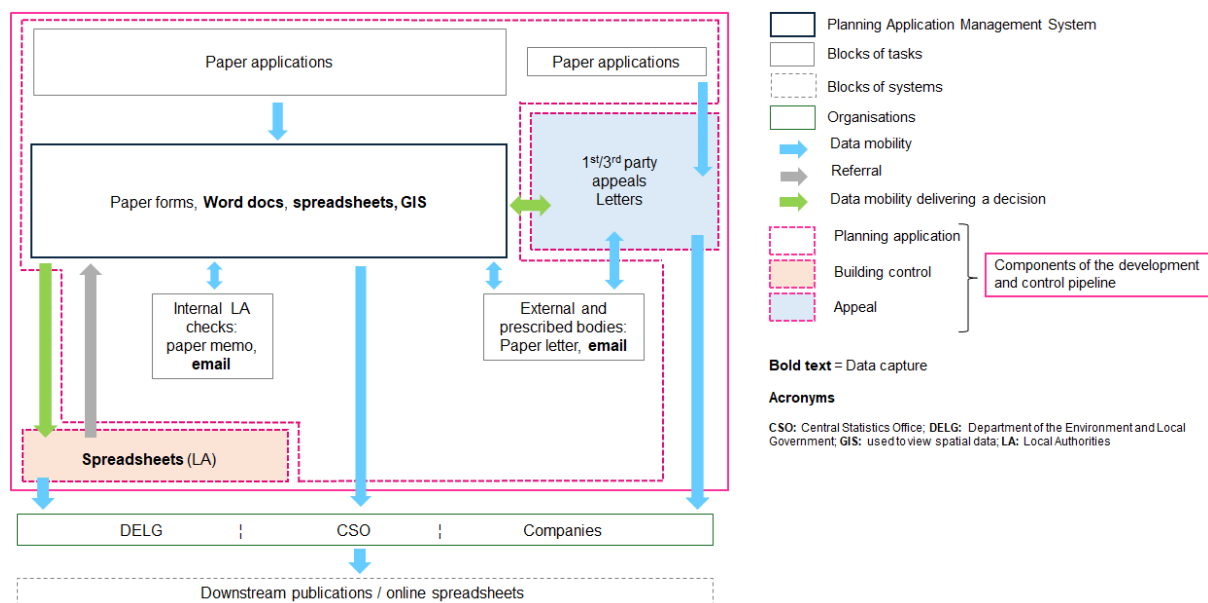 Paper applications
Paper applications
1st/3rd party
appeals
Letters
Paper forms, Word docs, spreadsheets, GIS
Internal LA
checks:
paper memo,
email
External and
prescribed bodies:
Paper letter, email
Spreadsheets (LA)
DELG ¦ CSO ¦ Companies
Downstream publications / online spreadsheets
Planning Application Management System
Blocks of tasks
Blocks of systems
Organisations
Data mobility
Referral
Data mobility delivering a decision
Planning application
Building control
Appeal
Components of the development
and control pipeline
Bold text = Data capture
Acronyms
CSO: Central Statistics Office; DELG: Department of the Environment and Local
Government; GIS: used to view spatial data; LA: Local Authorities